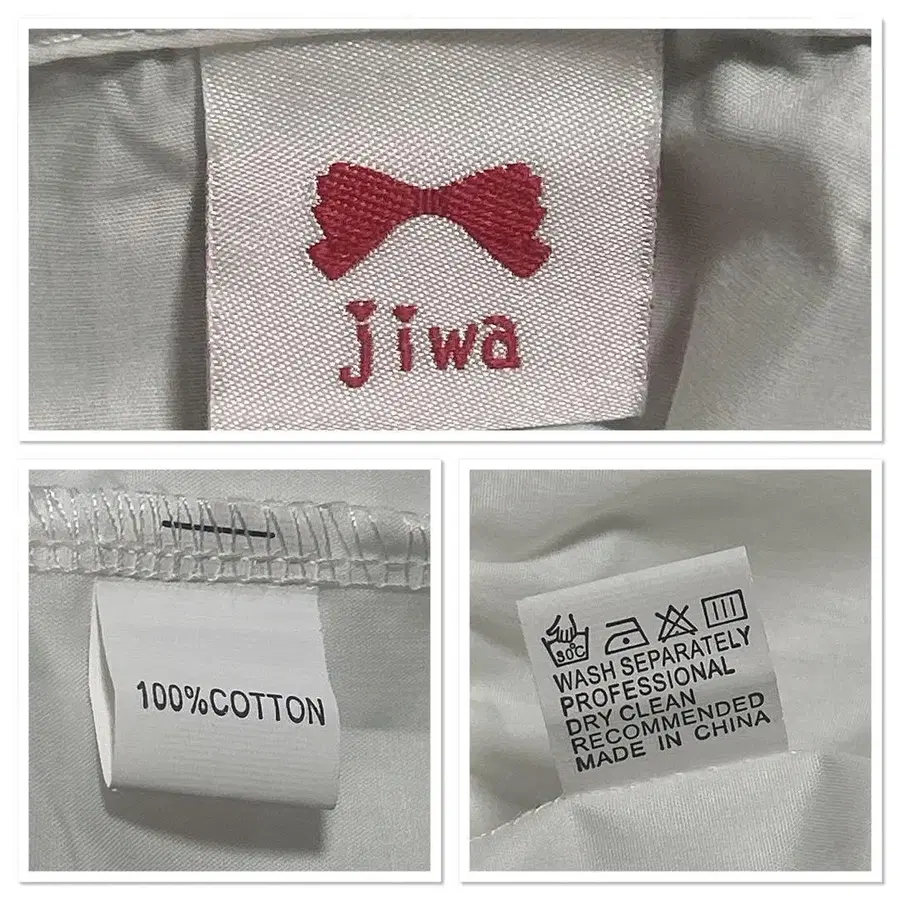 jiwa
100%COTTON
30°C
WASH SEPARATELY
PROFESSIONAL
DRY CLEAN
RECOMMENDED
MADE IN CHINA